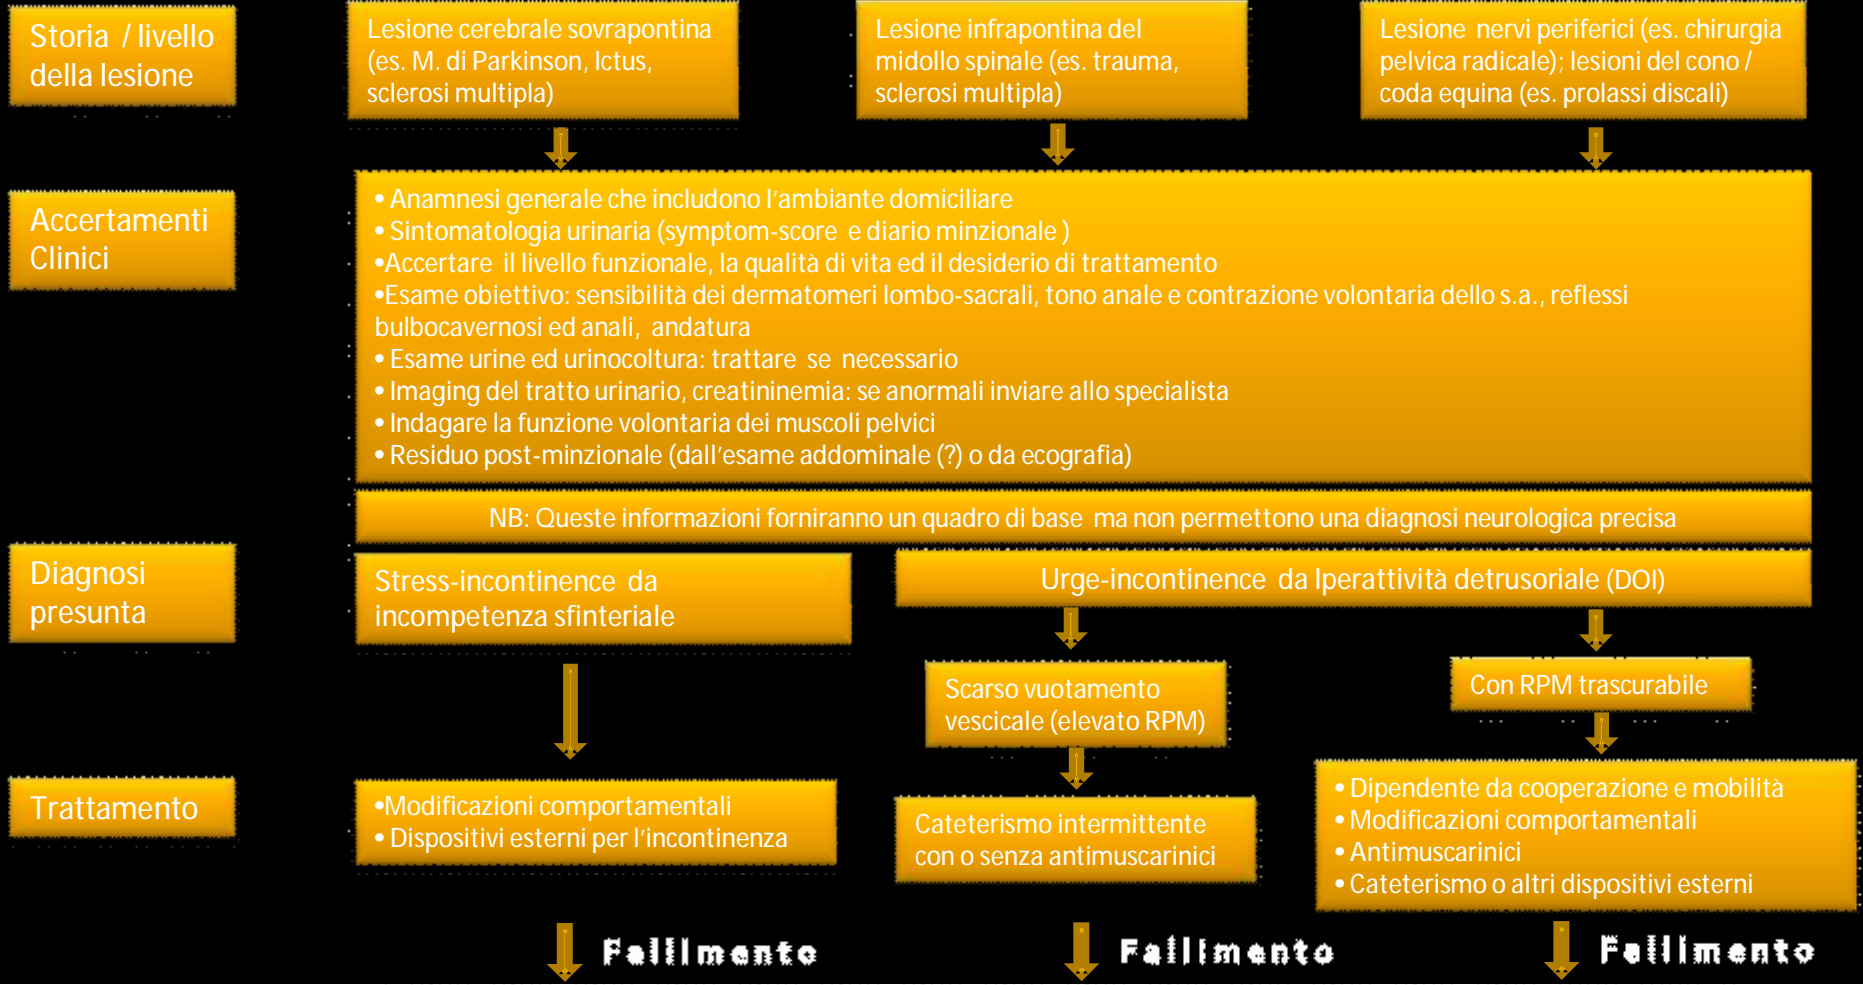 Storia / livello
della lesione
Lesione cerebrale sovrapontina
(es. M. di Parkinson, Ictus,
sclerosi multipla)
Lesione infrapontina del
midollo spinale (es. trauma,
sclerosi multipla)
Lesione nervi periferici (es. chirurgia
pelvica radicale); lesioni del cono /
coda equina (es. prolassi discali)
Accertamenti
Clinici
• Anamnesi generale che includono l'ambiante domiciliare
• Sintomatologia urinaria (symptom-score e diario minzionale )
•Accertare il livello funzionale, la qualità di vita ed il desiderio di trattamento
•Esame obiettivo: sensibilità dei dermatomeri lombo-sacrali, tono anale e contrazione volontaria dello s.a., reflessi
bulbocavernosi ed anali, andatura
• Esame urine ed urinocoltura: trattare se necessario
• Imaging del tratto urinario, creatininemia: se anormali inviare allo specialista
• Indagare la funzione volontaria dei muscoli pelvici
• Residuo post-minzionale (dall'esame addominale (?) o da ecografia)
NB: Queste informazioni forniranno un quadro di base ma non permettono una diagnosi neurologica precisa
Diagnosi
presunta
Stress-incontinence da
incompetenza sfinteriale
Urge-incontinence da Iperattività detrusoriale (DOI)
Scarso vuotamento
vescicale (elevato RPM)
Con RPM trascurabile
Trattamento
•Modificazioni comportamentali
• Dispositivi esterni per l'incontinenza
Cateterismo intermittente
con o senza antimuscarinici
• Dipendente da cooperazione e mobilità
• Modificazioni comportamentali
• Antimuscarinici
• Cateterismo o altri dispositivi esterni
Fallimento
Fallimento
Fallimento